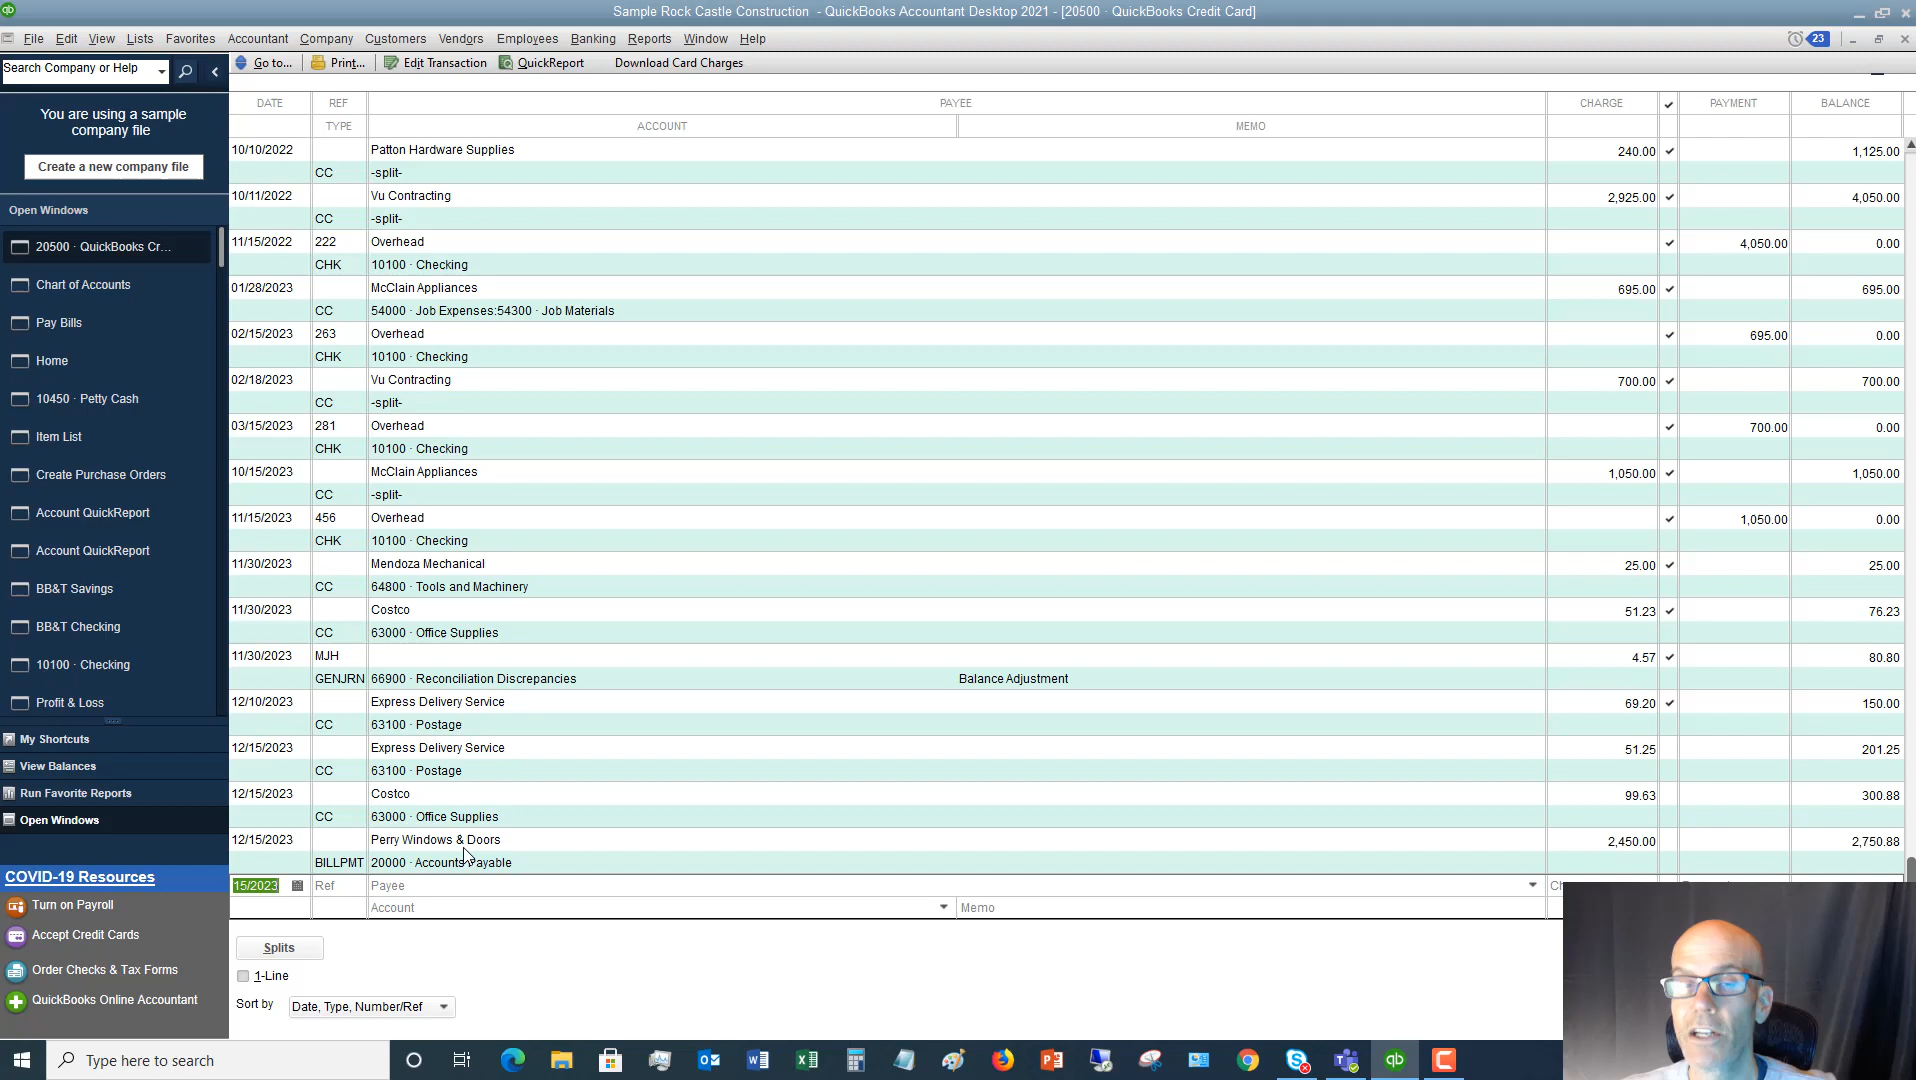 Sample Rock Castle Construction - QuickBooks Accountant Desktop 2021 - [20500 · QuickBooks Credit Card]
File Edit View Lists Favorites Accountant Company Customers Vendors Employees Banking Reports Window Help 23
Search Company or Help
Go to... Print... Edit Transaction QuickReport Download Card Charges
You are using a sample
company file
Create a new company file
Open Windows
20500 · QuickBooks Cr...
Chart of Accounts
Pay Bills
Home
10450 · Petty Cash
Item List
Create Purchase Orders
Account QuickReport
Account QuickReport
BB&T Savings
BB&T Checking
10100 · Checking
Profit & Loss
My Shortcuts
View Balances
Run Favorite Reports
Open Windows
COVID-19 Resources
Turn on Payroll
Accept Credit Cards
Order Checks & Tax Forms
QuickBooks Online Accountant
DATE REF PAYEE CHARGE ✓ PAYMENT BALANCE
TYPE ACCOUNT MEMO
10/10/2022 Patton Hardware Supplies 240.00 ✓ 1,125.00
CC -split-
10/11/2022 Vu Contracting 2,925.00 ✓ 4,050.00
CC -split-
11/15/2022 222 Overhead ✓ 4,050.00 0.00
CHK 10100 · Checking
01/28/2023 McClain Appliances 695.00 ✓ 695.00
CC 54000 · Job Expenses:54300 · Job Materials
02/15/2023 263 Overhead ✓ 695.00 0.00
CHK 10100 · Checking
02/18/2023 Vu Contracting 700.00 ✓ 700.00
CC -split-
03/15/2023 281 Overhead ✓ 700.00 0.00
CHK 10100 · Checking
10/15/2023 McClain Appliances 1,050.00 ✓ 1,050.00
CC -split-
11/15/2023 456 Overhead ✓ 1,050.00 0.00
CHK 10100 · Checking
11/30/2023 Mendoza Mechanical 25.00 ✓ 25.00
CC 64800 · Tools and Machinery
11/30/2023 Costco 51.23 ✓ 76.23
CC 63000 · Office Supplies
11/30/2023 MJH 4.57 ✓ 80.80
GENJRN 66900 · Reconciliation Discrepancies Balance Adjustment
12/10/2023 Express Delivery Service 69.20 ✓ 150.00
CC 63100 · Postage
12/15/2023 Express Delivery Service 51.25 201.25
CC 63100 · Postage
12/15/2023 Costco 99.63 300.88
CC 63000 · Office Supplies
12/15/2023 Perry Windows & Doors 2,450.00 2,750.88
BILLPMT 20000 · Accounts Payable
15/2023 Ref Payee
Account Memo
Splits
1-Line
Sort by Date, Type, Number/Ref
Type here to search